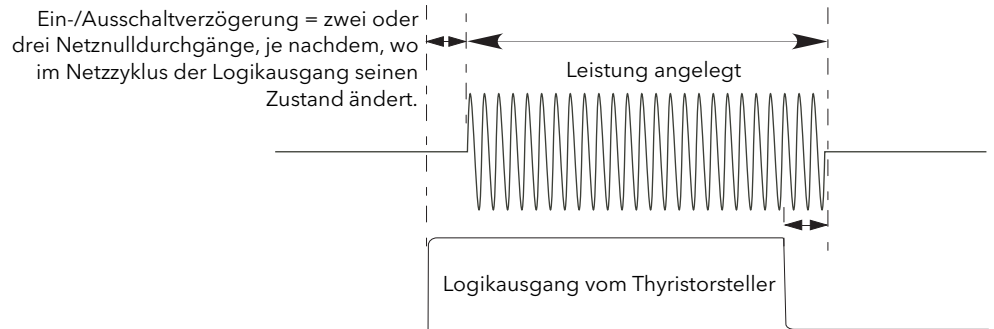 Ein-/Ausschaltverzögerung = zwei oder
drei Netznulldurchgänge, je nachdem, wo
im Netzzyklus der Logikausgang seinen
Zustand ändert.
Leistung angelegt
Logikausgang vom Thyristorsteller